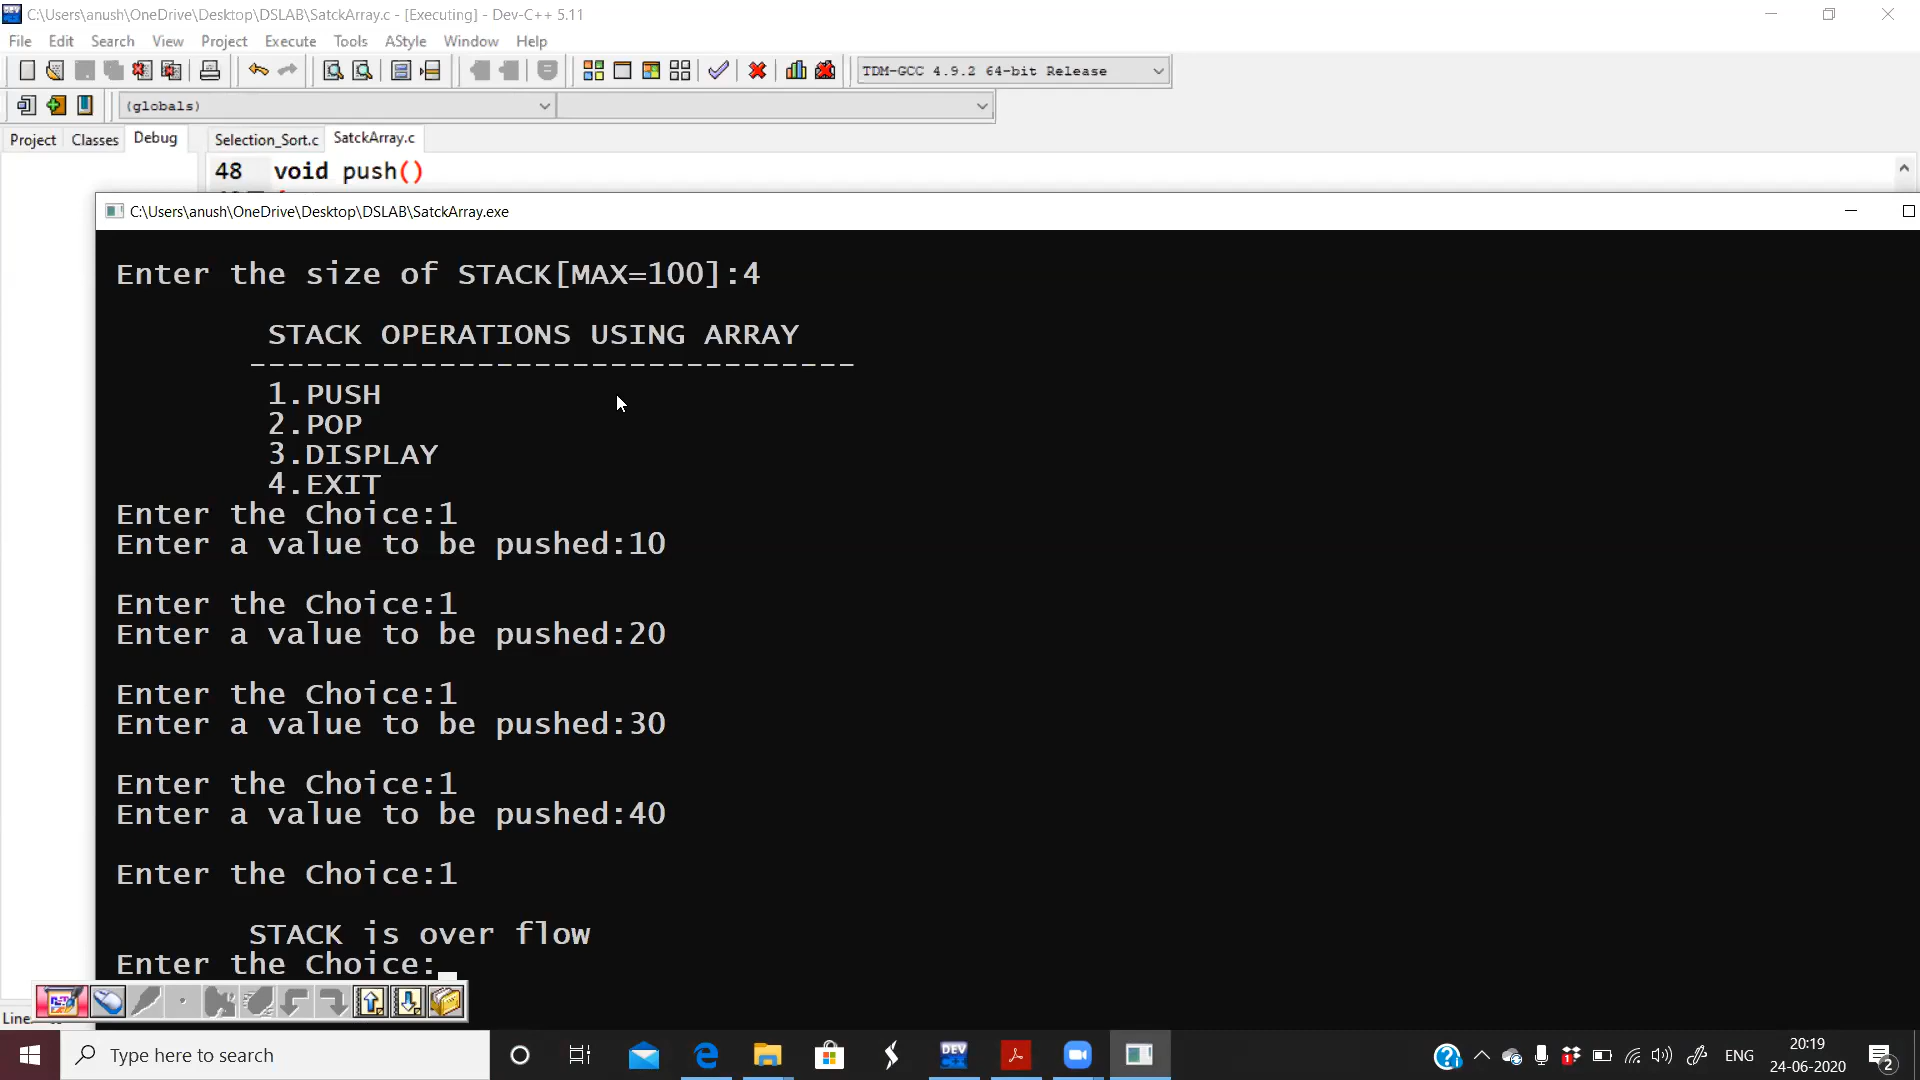 C:\Users\anush\OneDrive\Desktop\DSLAB\SatckArray.c - [Executing] - Dev-C++ 5.11
File Edit Search View Project Execute Tools AStyle Window Help
TDM-GCC 4.9.2 64-bit Release
(globals)
Project Classes Debug Selection_Sort.c SatckArray.c
48 void push()
C:\Users\anush\OneDrive\Desktop\DSLAB\SatckArray.exe
Enter the size of STACK[MAX=100]:4
STACK OPERATIONS USING ARRAY
--------------------------------
1.PUSH
2.POP
3.DISPLAY
4.EXIT
Enter the Choice:1
Enter a value to be pushed:10
Enter the Choice:1
Enter a value to be pushed:20
Enter the Choice:1
Enter a value to be pushed:30
Enter the Choice:1
Enter a value to be pushed:40
Enter the Choice:1
STACK is over flow
Enter the Choice:
Line:
Type here to search
DEV
ENG
20:19
24-06-2020
2